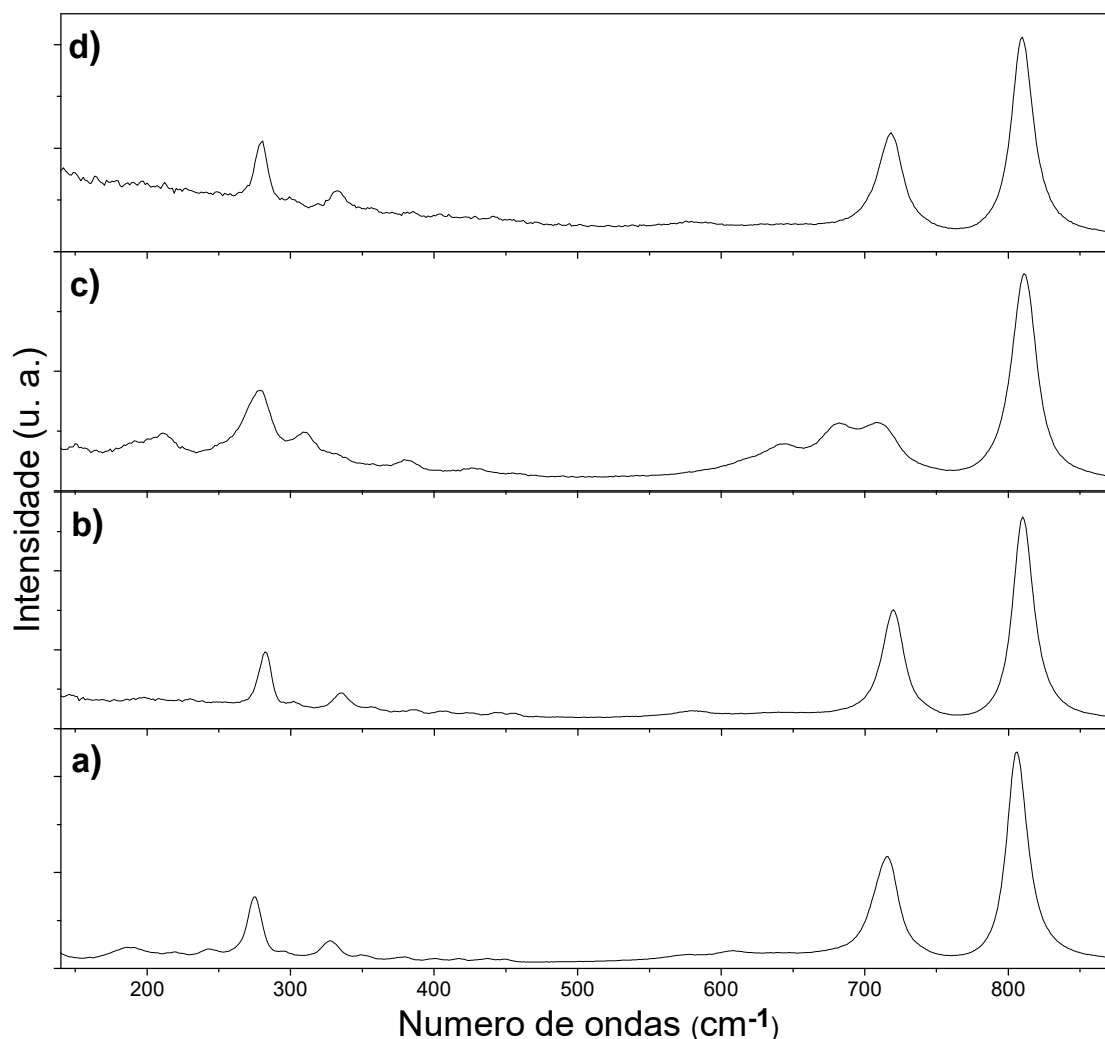 d)
c)
b)
a)
Intensidade (u. a.)
200 300 400 500 600 700 800
Numero de ondas (cm-1)